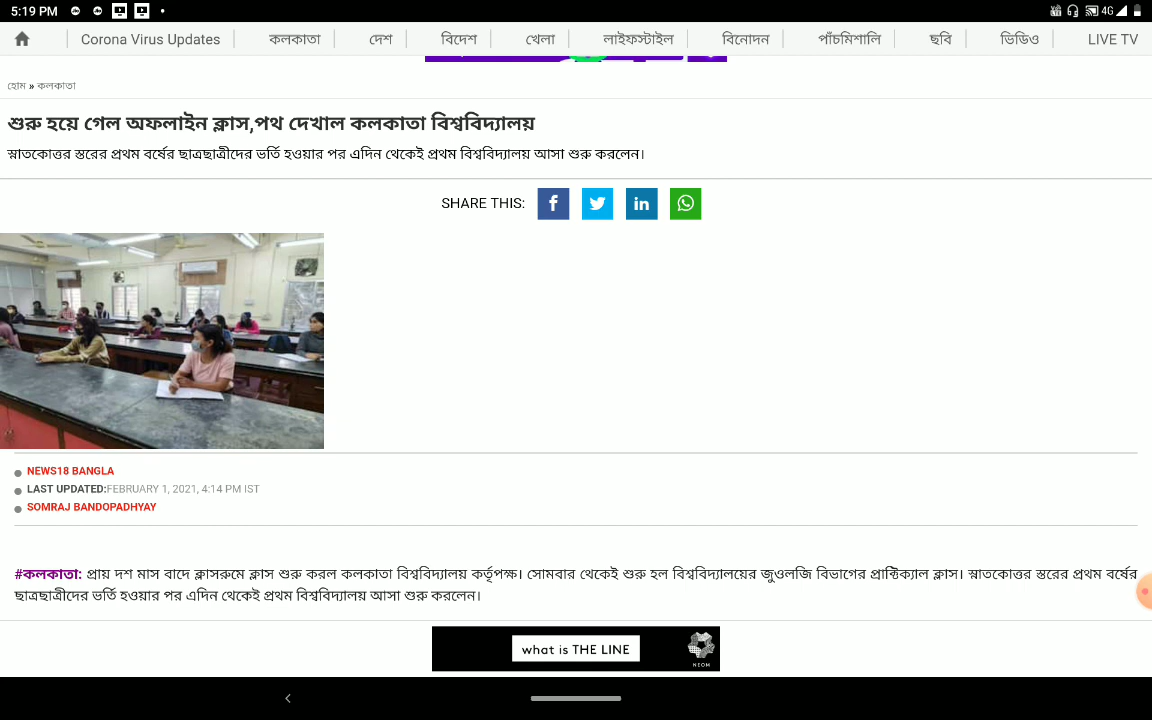 5:19 PM
4G
Corona Virus Updates কলকাতা দেশ বিদেশ খেলা লাইফস্টাইল বিনোদন পাঁচমিশালি ছবি ভিডিও LIVE TV
হোম » কলকাতা
শুরু হয়ে গেল অফলাইন ক্লাস,পথ দেখাল কলকাতা বিশ্ববিদ্যালয়
স্নাতকোত্তর স্তরের প্রথম বর্ষের ছাত্রছাত্রীদের ভর্তি হওয়ার পর এদিন থেকেই প্রথম বিশ্ববিদ্যালয় আসা শুরু করলেন।
SHARE THIS:
NEWS18 BANGLA
LAST UPDATED:FEBRUARY 1, 2021, 4:14 PM IST
SOMRAJ BANDOPADHYAY
#কলকাতা: প্রায় দশ মাস বাদে ক্লাসরুমে ক্লাস শুরু করল কলকাতা বিশ্ববিদ্যালয় কর্তৃপক্ষ। সোমবার থেকেই শুরু হল বিশ্ববিদ্যালয়ের জুওলজি বিভাগের প্রাক্টিক্যাল ক্লাস। স্নাতকোত্তর স্তরের প্রথম বর্ষের
ছাত্রছাত্রীদের ভর্তি হওয়ার পর এদিন থেকেই প্রথম বিশ্ববিদ্যালয় আসা শুরু করলেন।
what is THE LINE
NEOM